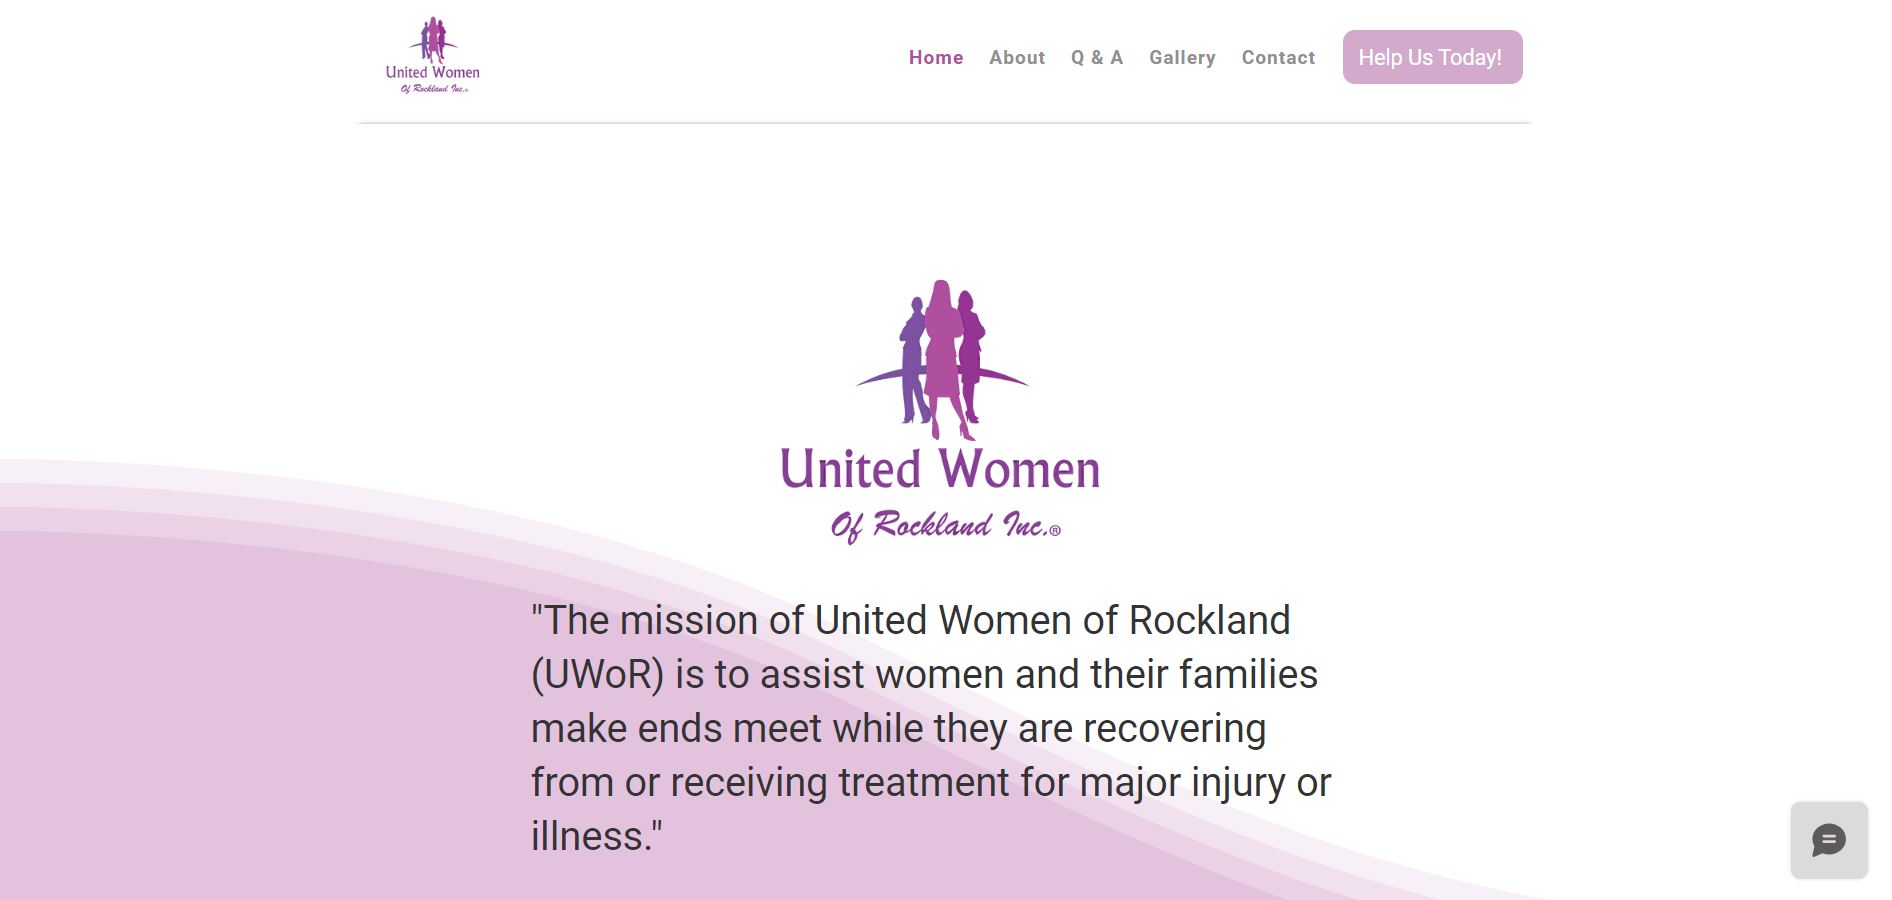 United Women
Of Rockland Inc.®
Home About Q & A Gallery Contact Help Us Today!
United Women
Of Rockland Inc.®
"The mission of United Women of Rockland
(UWoR) is to assist women and their families
make ends meet while they are recovering
from or receiving treatment for major injury or
illness."